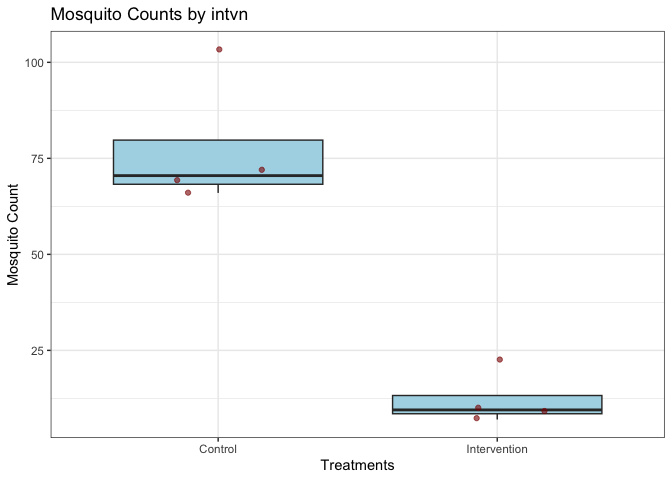 Mosquito Counts by intvn
Mosquito Count
100
75
50
25
Control
Intervention
Treatments